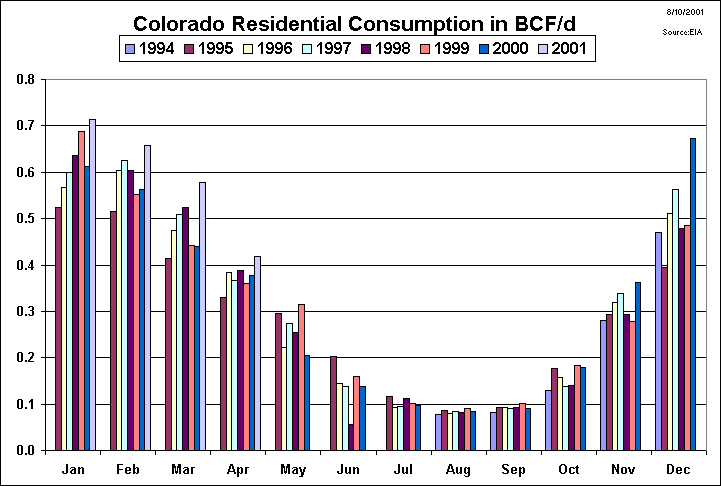 Colorado Residential Consumption in BCF/d
8/10/2001
Source:EIA
1994 1995 1996 1997 1998 1999 2000 2001
0.8
0.7
0.6
0.5
0.4
0.3
0.2
0.1
0.0
Jan Feb Mar Apr May Jun Jul Aug Sep Oct Nov Dec